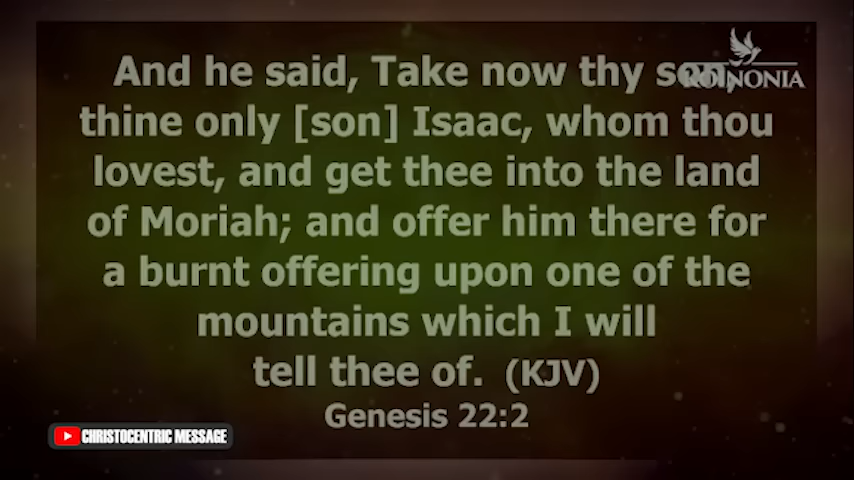 KOINONIA
And he said, Take now thy son,
thine only [son] Isaac, whom thou
lovest, and get thee into the land
of Moriah; and offer him there for
a burnt offering upon one of the
mountains which I will
tell thee of. (KJV)
Genesis 22:2
CHRISTOCENTRIC MESSAGE